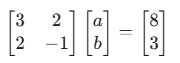 [3 2; 2 -1] [a; b] = [8; 3]